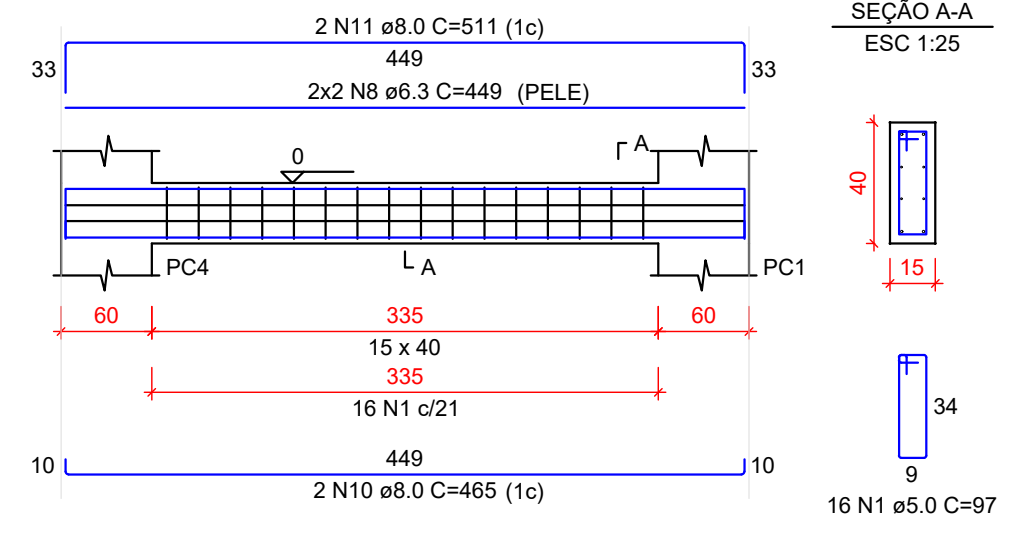 2 N11 ø8.0 C=511 (1c)
33
449
33
2x2 N8 ø6.3 C=449 (PELE)
0
A
PC4
A
PC1
60
335
60
15 x 40
335
16 N1 c/21
10
449
10
2 N10 ø8.0 C=465 (1c)
SEÇÃO A-A
ESC 1:25
40
15
34
9
16 N1 ø5.0 C=97